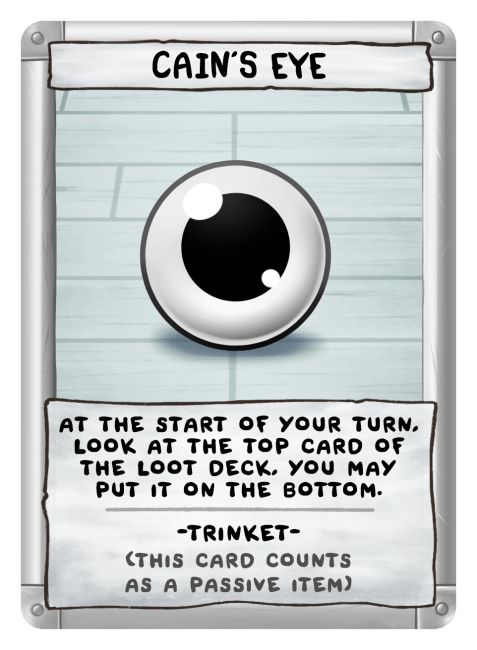 CAIN'S EYE
AT THE START OF YOUR TURN,
LOOK AT THE TOP CARD OF
THE LOOT DECK. YOU MAY
PUT IT ON THE BOTTOM.
-TRINKET-
(THIS CARD COUNTS
AS A PASSIVE ITEM)